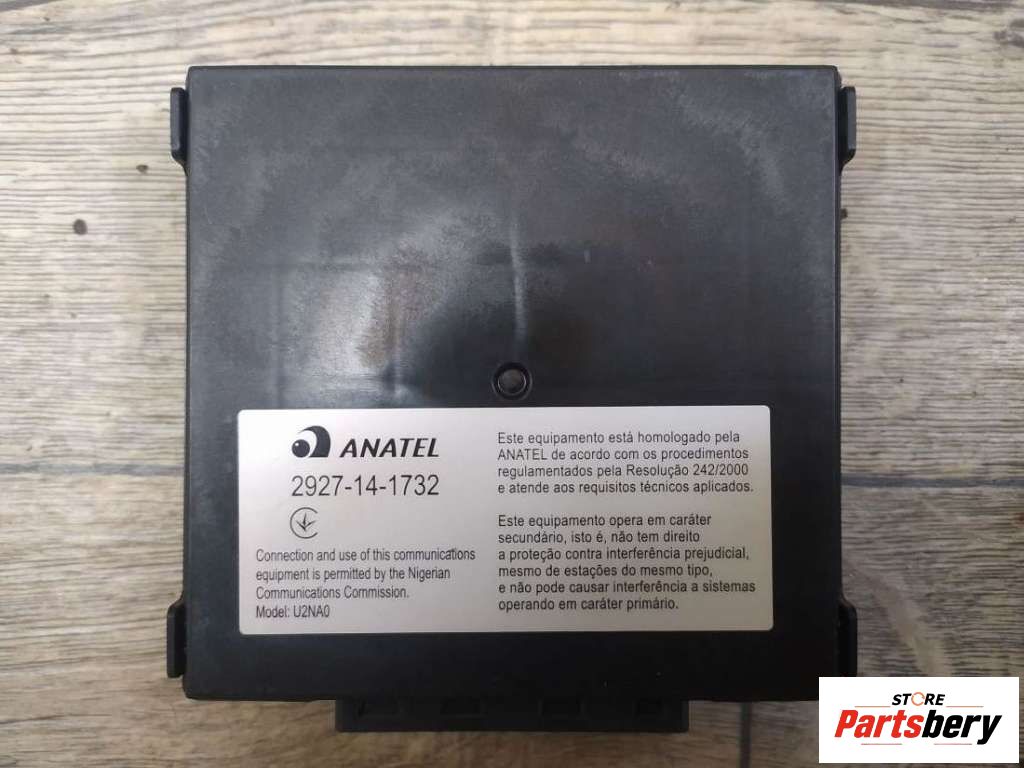 ANATEL
2927-14-1732
Connection and use of this communications
equipment is permitted by the Nigerian
Communications Commission.
Model: U2NA0
Este equipamento está homologado pela
ANATEL de acordo com os procedimentos
regulamentados pela Resolução 242/2000
e atende aos requisitos técnicos aplicados.
Este equipamento opera em caráter
secundário, isto é, não tem direito
a proteção contra interferência prejudicial,
mesmo de estações do mesmo tipo,
e não pode causar interferência a sistemas
operando em caráter primário.
STORE
Partsbery